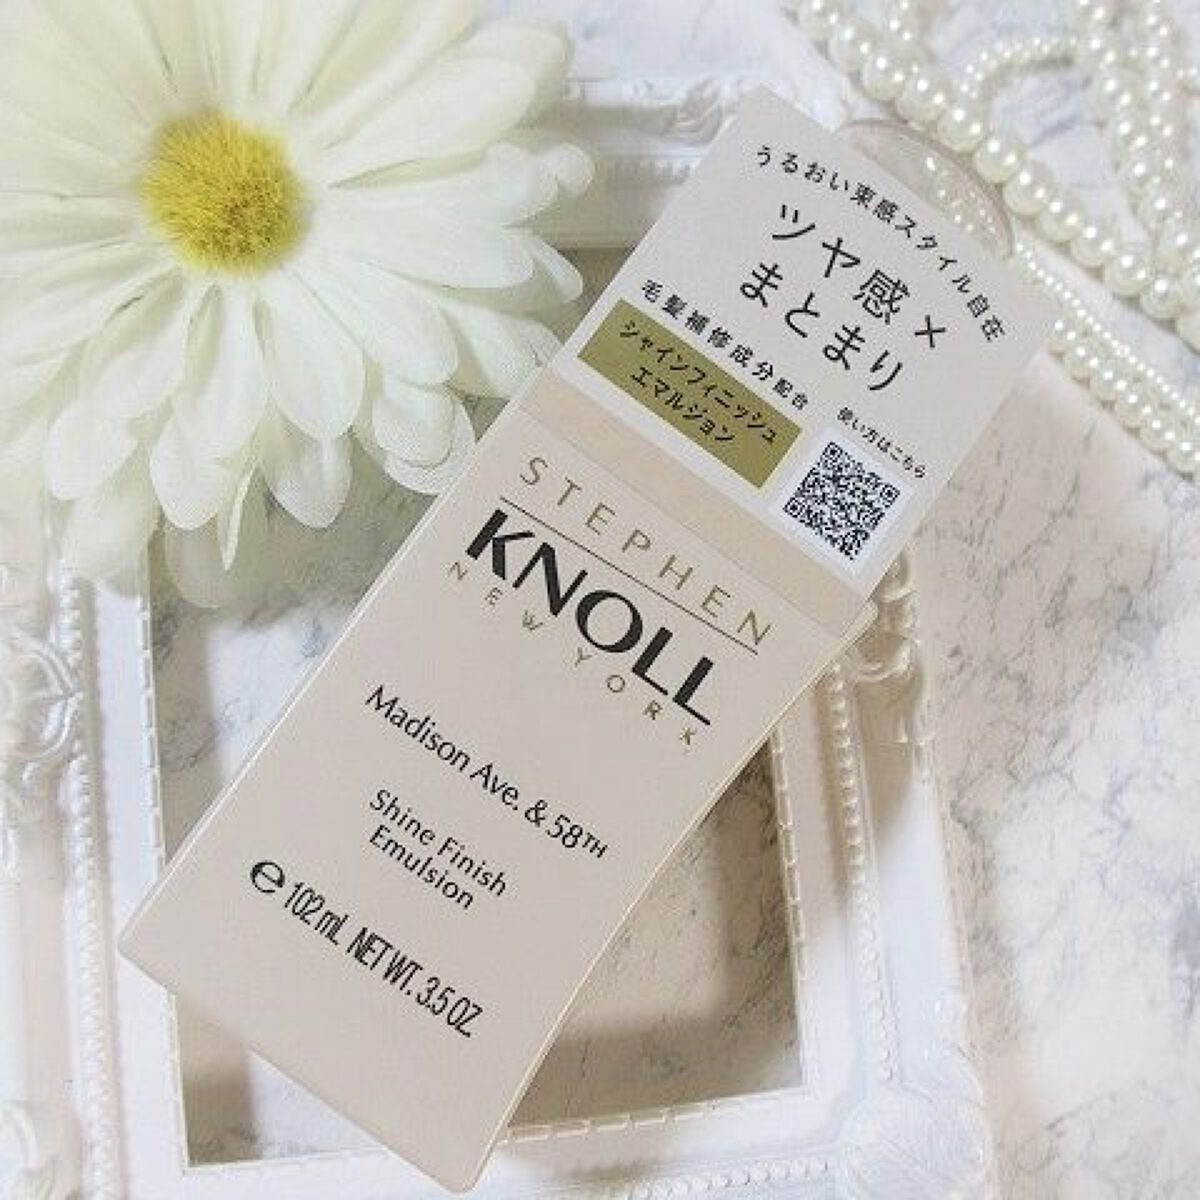 うるおい束感スタイル自在
ツヤ感×
まとまり
毛髪補修成分配合
シャインフィニッシュ
エマルジョン
使い方はこちら
STEPHEN
KNOLL
NEW YORK
Madison Ave. & 58TH
Shine Finish
Emulsion
℮ 102mL NET WT. 3.5 OZ